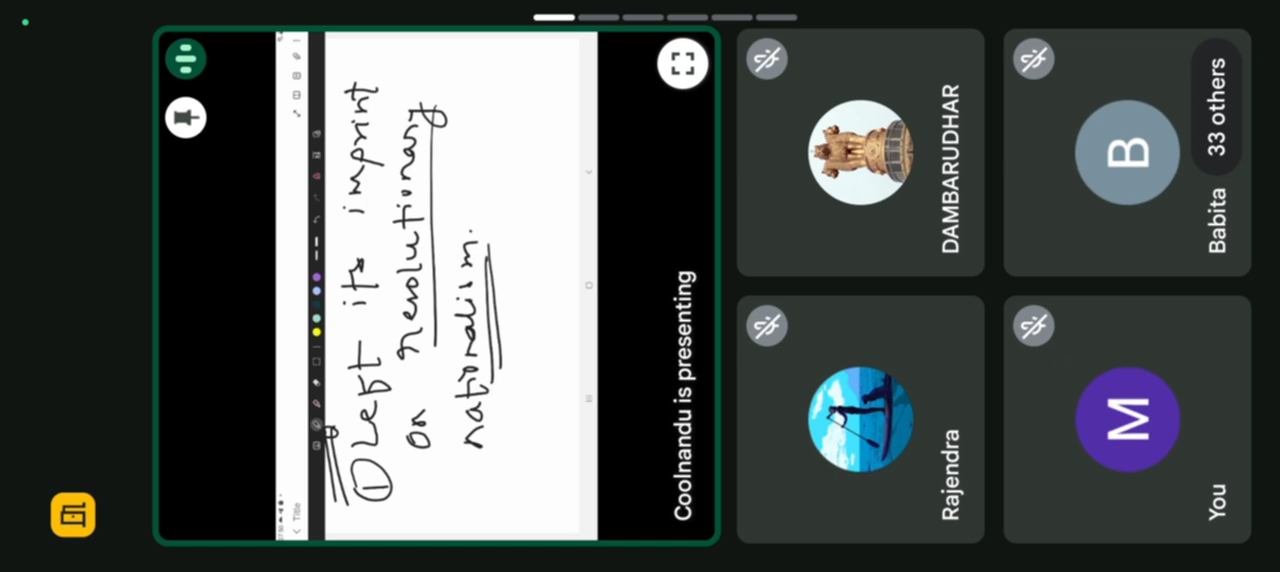 Title
① Left its imprint
on revolutionary
nationalism.
Coolnandu is presenting
DAMBARUDHAR
B
Babita
33 others
Rajendra
M
You